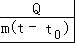 Q
m(t - t₀)